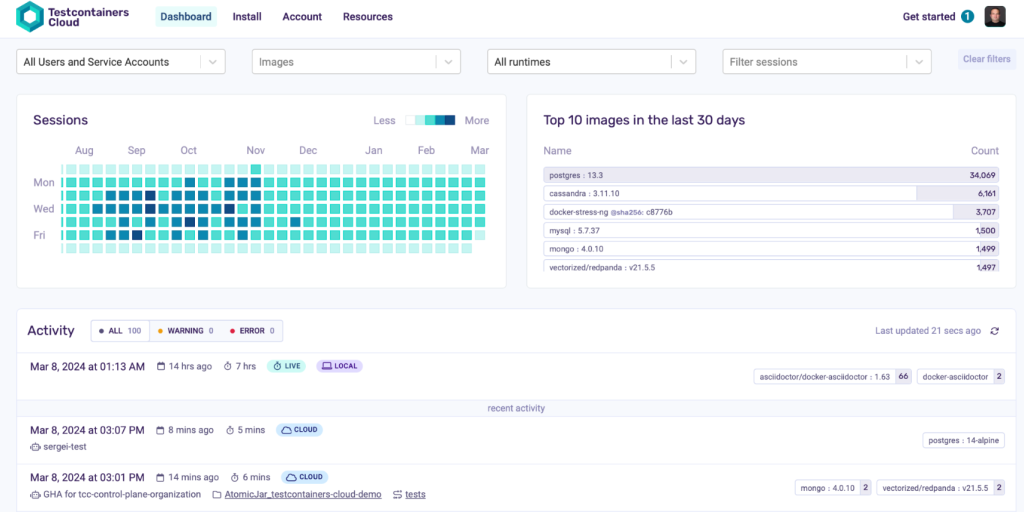 Testcontainers Cloud Dashboard Install Account Resources Get started 1
All Users and Service Accounts Images All runtimes Filter sessions Clear filters
Sessions Less More
Aug Sep Oct Nov Dec Jan Feb Mar
Mon
Wed
Fri
Top 10 images in the last 30 days
Name Count
postgres : 13.3 34,069
cassandra : 3.11.10 6,161
docker-stress-ng @sha256: c8776b 3,707
mysql : 5.7.37 1,500
mongo : 4.0.10 1,499
vectorized/redpanda : v21.5.5 1,497
Activity ALL 100 WARNING 0 ERROR 0 Last updated 21 secs ago
Mar 8, 2024 at 01:13 AM 14 hrs ago 7 hrs LIVE LOCAL
asciidoctor/docker-asciidoctor : 1.63 66 docker-asciidoctor 2
recent activity
Mar 8, 2024 at 03:07 PM 8 mins ago 5 mins CLOUD
sergei-test postgres : 14-alpine
Mar 8, 2024 at 03:01 PM 14 mins ago 6 mins CLOUD
GHA for tcc-control-plane-organization AtomicJar_testcontainers-cloud-demo tests mongo : 4.0.10 2 vectorized/redpanda : v21.5.5 2